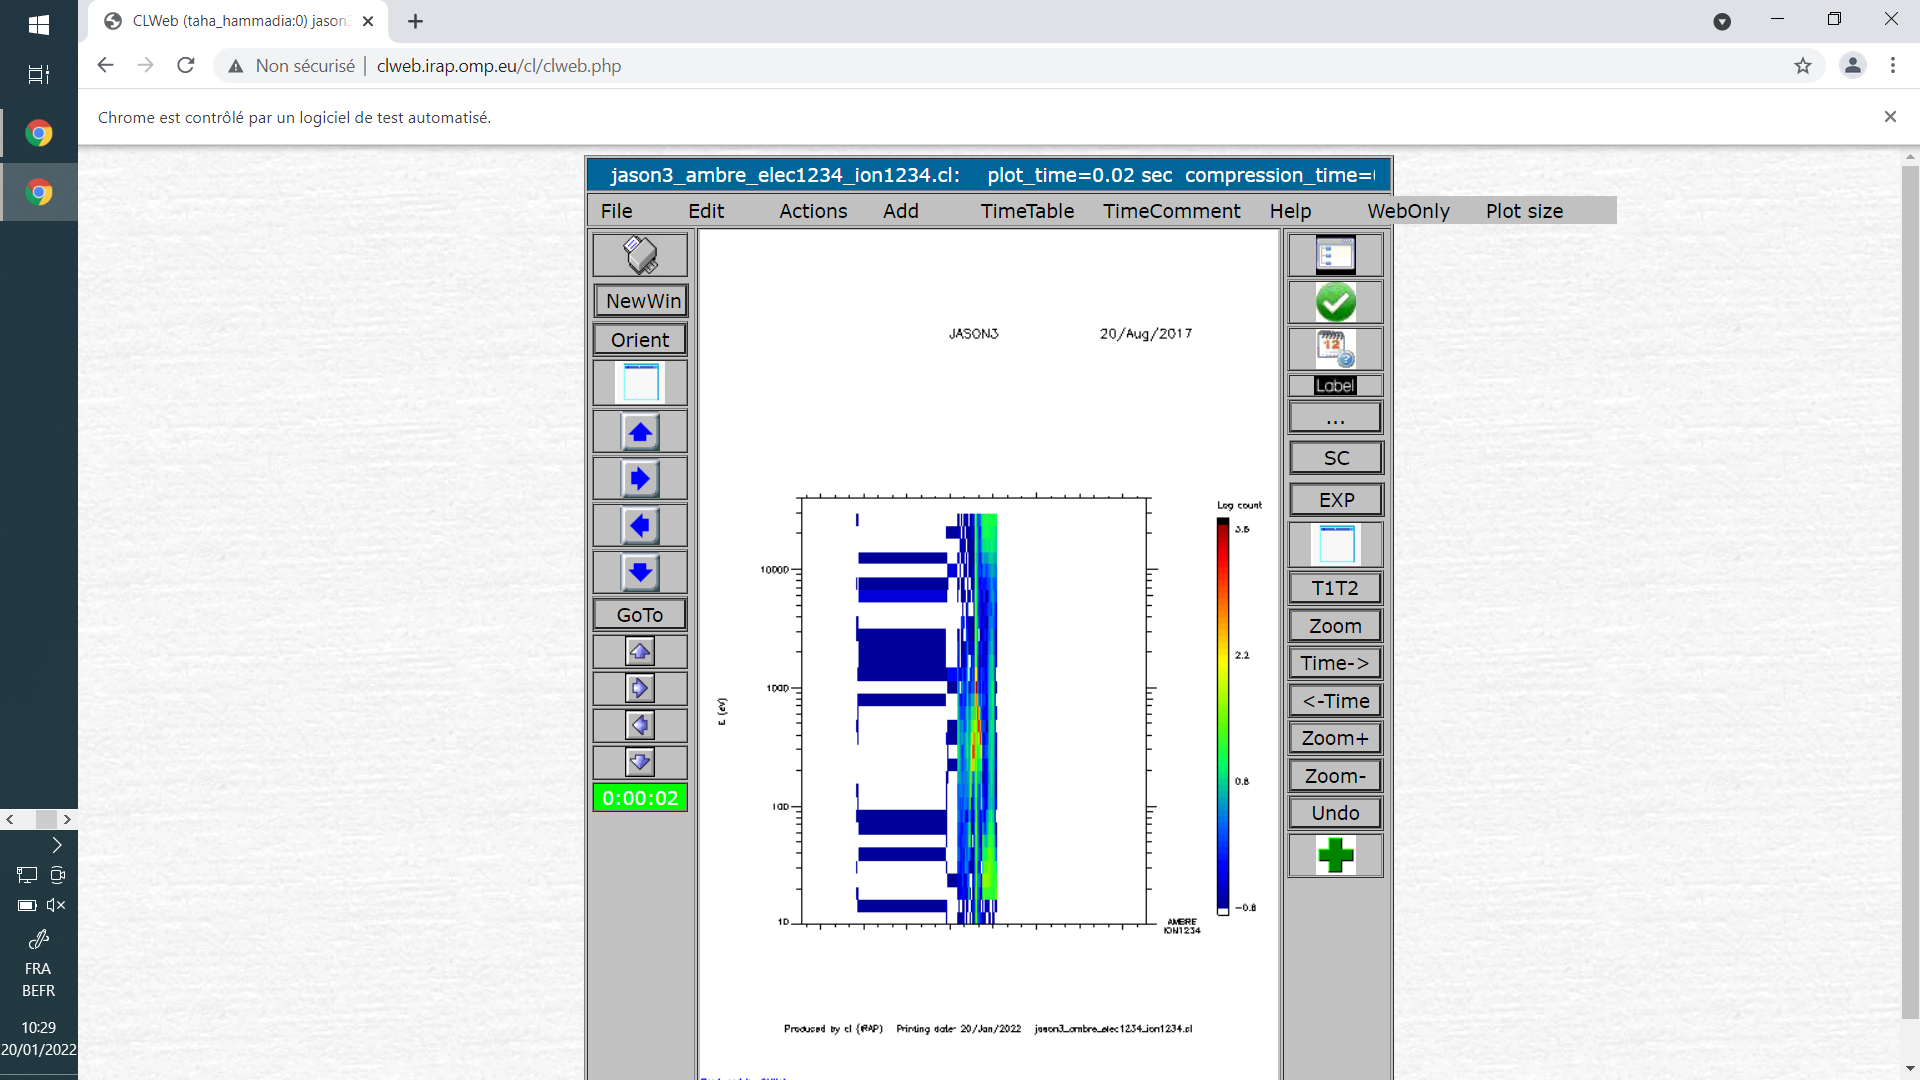 CLWeb (taha_hammadia:0) jason3
Non sécurisé | clweb.irap.omp.eu/cl/clweb.php
Chrome est contrôlé par un logiciel de test automatisé.
jason3_ambre_elec1234_ion1234.cl: plot_time=0.02 sec compression_time=
File Edit Actions Add TimeTable TimeComment Help WebOnly Plot size
NewWin
Orient
GoTo
0:00:02
JASON3 20/Aug/2017
Log count
3.5
2.2
0.8
-0.8
10000
1000
100
10
E (eV)
AMBRE
ION1234
Produced by cl (IRAP) Printing date: 20/Jan/2022 jason3_ambre_elec1234_ion1234.cl
12
Label
...
SC
EXP
T1T2
Zoom
Time->
<-Time
Zoom+
Zoom-
Undo
FRA
BEFR
10:29
20/01/2022